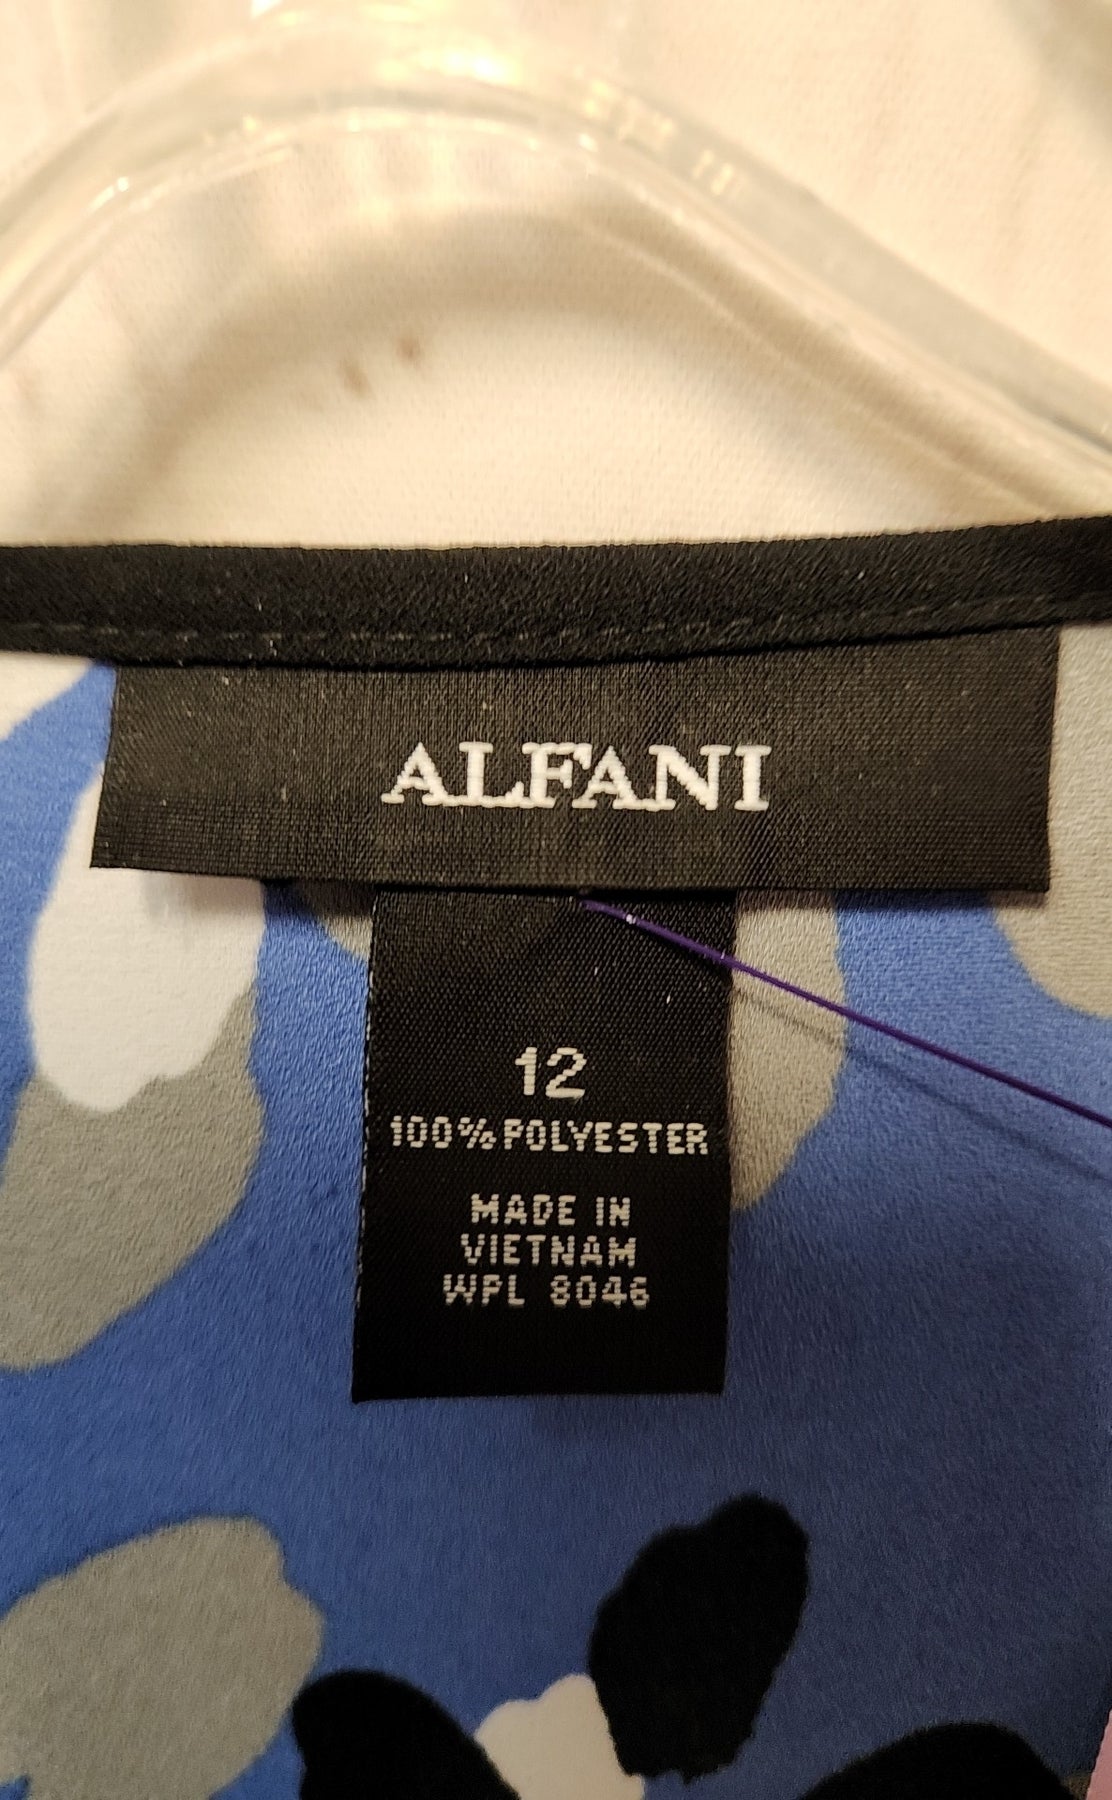 ALFANI
12
100% POLYESTER
MADE IN
VIETNAM
WPL 8046